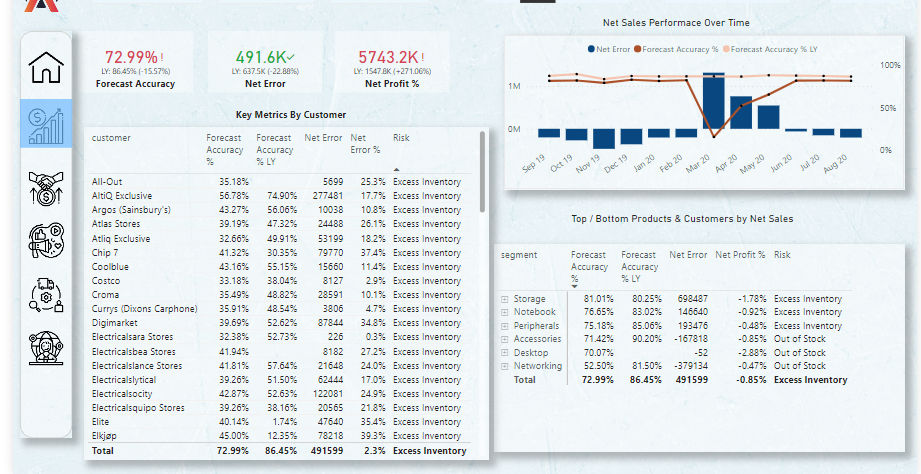 72.99%!
LY: 86.45% (-15.57%)
Forecast Accuracy
491.6K✓
LY: 637.5K (-22.88%)
Net Error
5743.2K!
LY: 1547.8K (+271.06%)
Net Profit %
Key Metrics By Customer
customer Forecast Accuracy % Forecast Accuracy % LY Net Error Net Error % Risk
All-Out 35.18% 5699 25.3% Excess Inventory
AltiQ Exclusive 56.78% 74.90% 277481 17.7% Excess Inventory
Argos (Sainsbury's) 43.27% 56.06% 10038 10.8% Excess Inventory
Atlas Stores 39.19% 47.32% 24488 26.1% Excess Inventory
Atliq Exclusive 32.66% 49.91% 53199 18.2% Excess Inventory
Chip 7 41.32% 30.35% 79770 37.4% Excess Inventory
Coolblue 43.16% 55.15% 15660 11.4% Excess Inventory
Costco 33.18% 38.04% 8127 2.9% Excess Inventory
Croma 35.49% 48.82% 28591 10.1% Excess Inventory
Currys (Dixons Carphone) 35.91% 48.54% 3806 4.7% Excess Inventory
Digimarket 39.69% 52.62% 87844 34.8% Excess Inventory
Electricalsara Stores 32.38% 52.73% 226 0.3% Excess Inventory
Electricalsbea Stores 41.94% 8182 27.2% Excess Inventory
Electricalslance Stores 41.81% 57.64% 21648 24.0% Excess Inventory
Electricalslytical 39.26% 51.50% 62444 17.0% Excess Inventory
Electricalsocity 42.87% 52.63% 122081 24.9% Excess Inventory
Electricalsquipo Stores 39.26% 38.16% 20565 21.8% Excess Inventory
Elite 40.14% 1.74% 47640 35.4% Excess Inventory
Elkjøp 45.00% 12.35% 78218 39.3% Excess Inventory
Total 72.99% 86.45% 491599 2.3% Excess Inventory
Net Sales Performace Over Time
Net Error Forecast Accuracy % Forecast Accuracy % LY
1M
0M
100%
50%
0%
Sep 19 Oct 19 Nov 19 Dec 19 Jan 20 Feb 20 Mar 20 Apr 20 May 20 Jun 20 Jul 20 Aug 20
Top / Bottom Products & Customers by Net Sales
segment Forecast Accuracy % Forecast Accuracy % LY Net Error Net Profit % Risk
Storage 81.01% 80.25% 698487 -1.78% Excess Inventory
Notebook 76.65% 83.02% 146640 -0.92% Excess Inventory
Peripherals 75.18% 85.06% 193476 -0.48% Excess Inventory
Accessories 71.42% 90.20% -167818 -0.85% Out of Stock
Desktop 70.07% -52 -2.88% Out of Stock
Networking 52.50% 81.50% -379134 -0.47% Out of Stock
Total 72.99% 86.45% 491599 -0.85% Excess Inventory